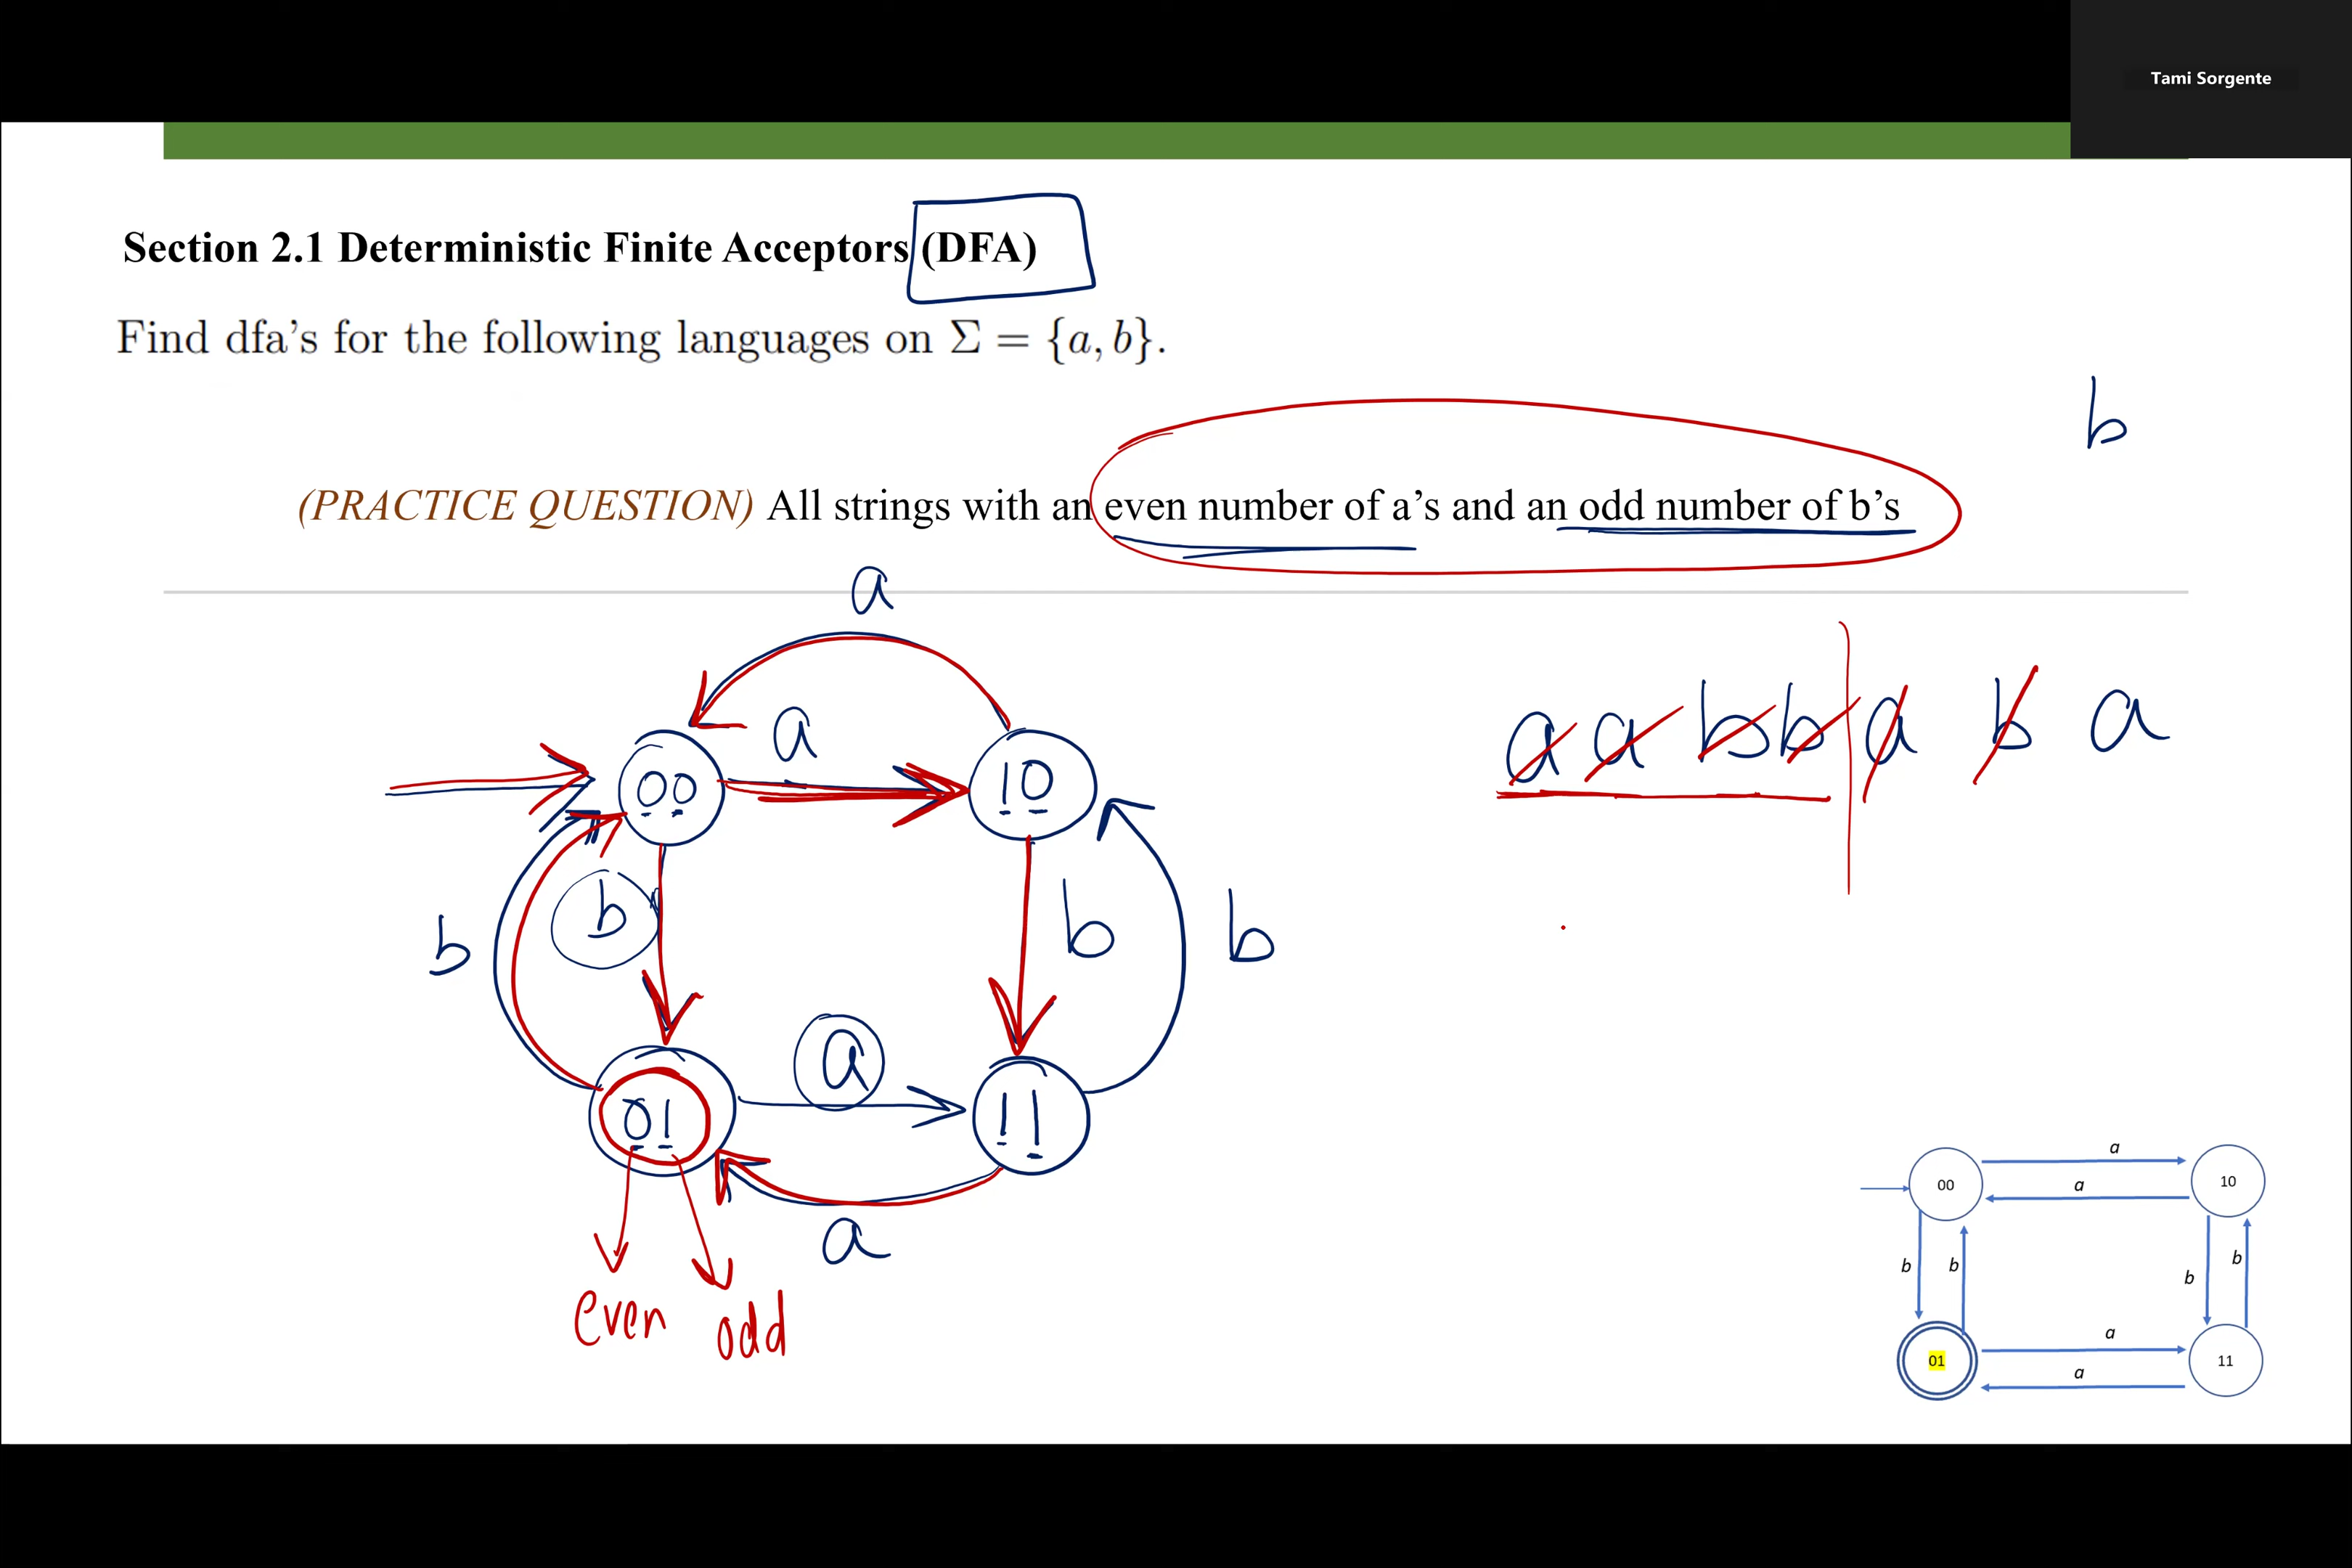 Tami Sorgente
Section 2.1 Deterministic Finite Acceptors (DFA)
Find dfa's for the following languages on Σ = {a, b}.
b
(PRACTICE QUESTION) All strings with an even number of a's and an odd number of b's
a
a a b b a b a
a
00 10
b b b b
a
01 11
a
even odd
a
00 10
a
b b b b
a
01 11
a